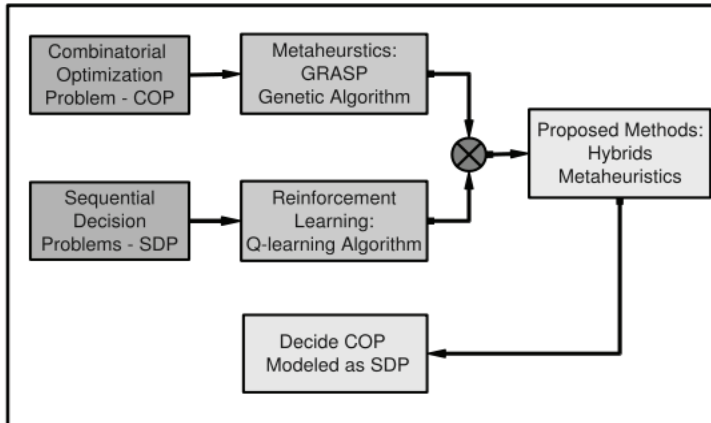 Combinatorial
Optimization
Problem - COP
Metaheurstics:
GRASP
Genetic Algorithm
Proposed Methods:
Hybrids
Metaheuristics
Sequential
Decision
Problems - SDP
Reinforcement
Learning:
Q-learning Algorithm
Decide COP
Modeled as SDP